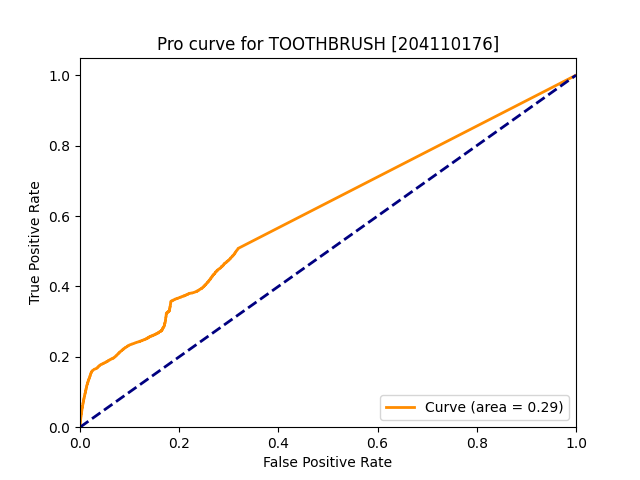 Pro curve for TOOTHBRUSH [204110176]
True Positive Rate
1.0
0.8
0.6
0.4
0.2
0.0
0.0 0.2 0.4 0.6 0.8 1.0
Curve (area = 0.29)
False Positive Rate